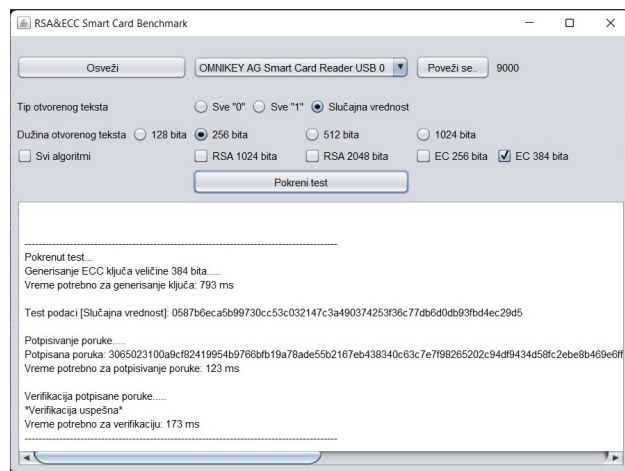 RSA&ECC Smart Card Benchmark
Osveži OMNIKEY AG Smart Card Reader USB 0 Poveži se.. 9000
Tip otvorenog teksta Sve "0" Sve "1" Slučajna vrednost
Dužina otvorenog teksta 128 bita 256 bita 512 bita 1024 bita
Svi algoritmi RSA 1024 bita RSA 2048 bita EC 256 bita EC 384 bita
Pokreni test
------------------------------------------------------------------------------------------
Pokrenut test...
Generisanje ECC ključa veličine 384 bita.....
Vreme potrebno za generisanje ključa: 793 ms
Test podaci [Slučajna vrednost]: 0587b6eca5b99730cc53c032147c3a490374253f36c77db6d0db93fbd4ec29d5
Potpisivanje poruke.....
Potpisana poruka: 3065023100a9cf82419954b9766bfb19a78ade55b2167eb438340c63c7e7f98265202c94df9434d58fc2ebe8b469e6ff
Vreme potrebno za potpisivanje poruke: 123 ms
Verifikacija potpisane poruke.....
*Verifikacija uspešna*
Vreme potrebno za verifikaciju: 173 ms
------------------------------------------------------------------------------------------